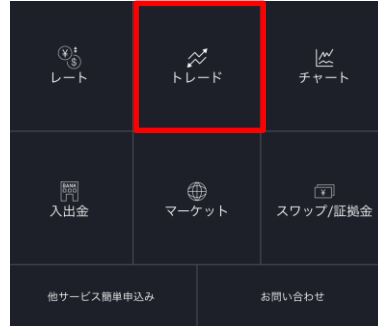 レート
トレード
チャート
BANK
入出金
マーケット
スワップ/証拠金
他サービス簡単申込み
お問い合わせ